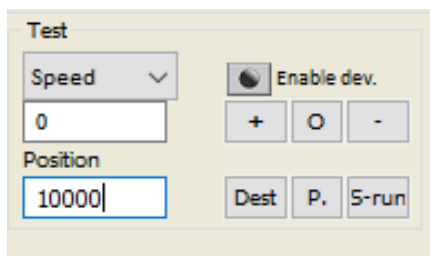 Test
Speed Enable dev.
0 + O -
Position
10000 Dest P. S-run